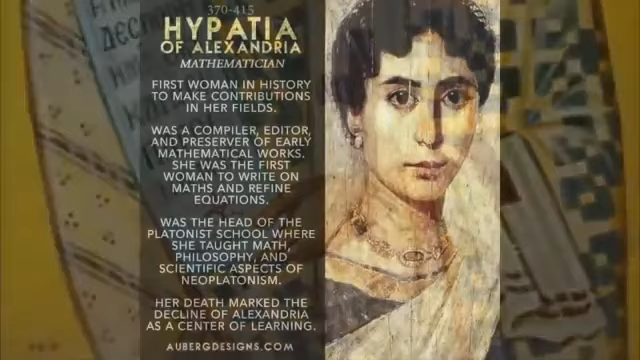 ДЕСПО
370-415
HYPATIA
OF ALEXANDRIA
MATHEMATICIAN
FIRST WOMAN IN HISTORY
TO MAKE CONTRIBUTIONS
IN HER FIELDS.
WAS A COMPILER, EDITOR,
AND PRESERVER OF EARLY
MATHEMATICAL WORKS.
SHE WAS THE FIRST
WOMAN TO WRITE ON
MATHS AND REFINE
EQUATIONS.
WAS THE HEAD OF THE
PLATONIST SCHOOL WHERE
SHE TAUGHT MATH,
PHILOSOPHY, AND
SCIENTIFIC ASPECTS OF
NEOPLATONISM.
HER DEATH MARKED THE
DECLINE OF ALEXANDRIA
AS A CENTER OF LEARNING.
AUBERGDESIGNS.COM